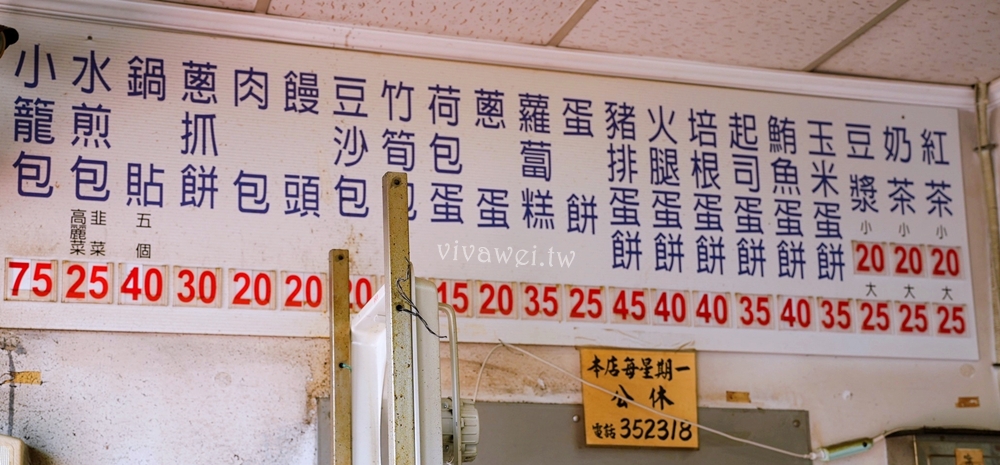 小籠包
75
水煎包
韭菜
高麗菜
25
鍋貼
五個
40
蔥抓餅
30
肉包
20
饅頭
20
豆沙包
20
竹筍包
荷包蛋
15
蔥蛋
20
蘿蔔糕
35
蛋餅
25
豬排蛋餅
45
火腿蛋餅
40
培根蛋餅
40
起司蛋餅
35
鮪魚蛋餅
40
玉米蛋餅
35
豆漿
小
20
大
25
奶茶
小
20
大
25
紅茶
小
20
大
25
vivawei.tw
本店每星期一
公休
電話 352318